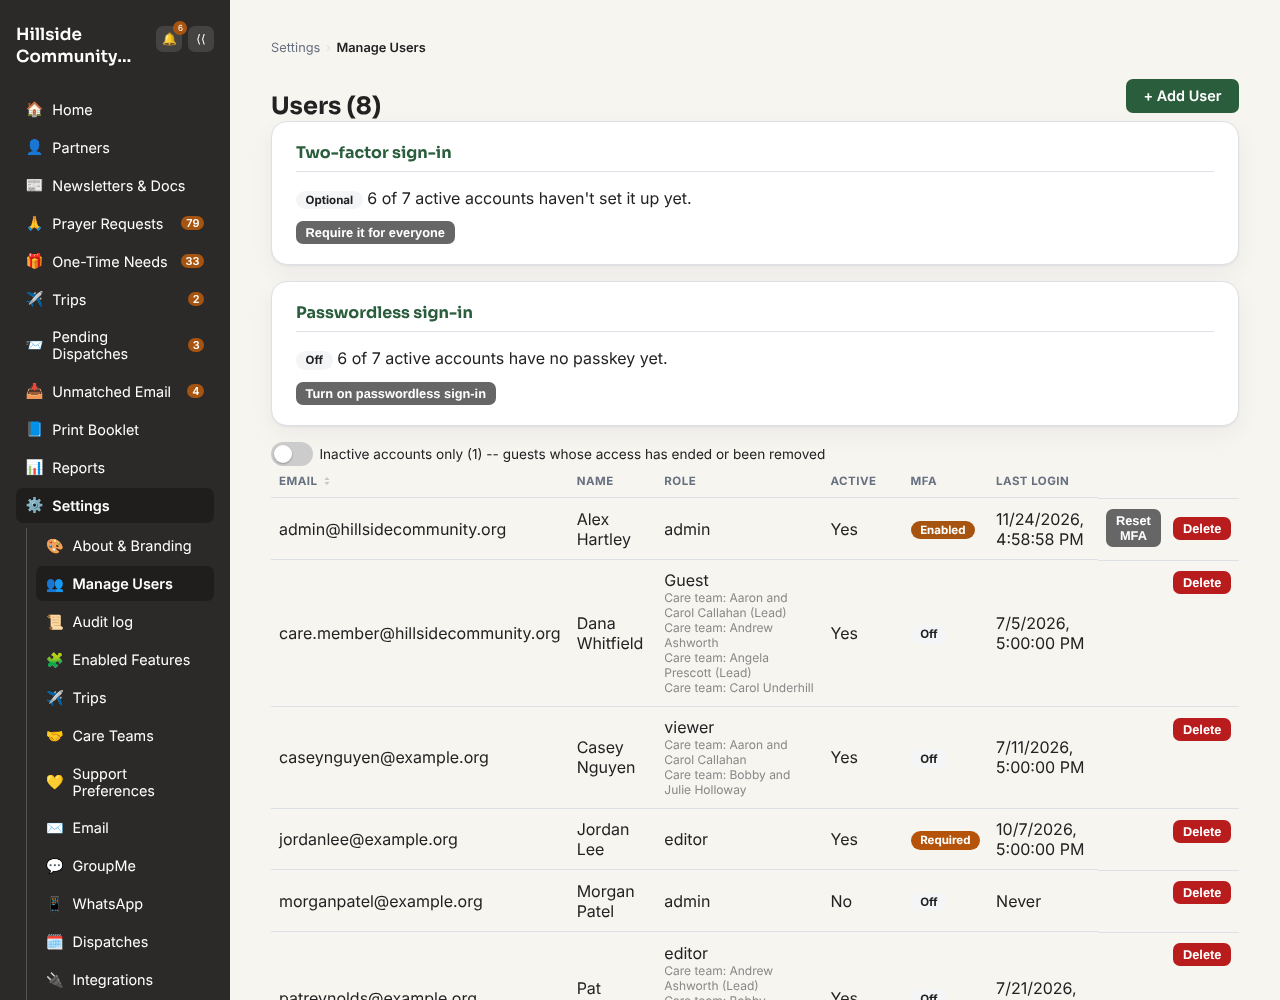 Hillside
Community...
6
⟨⟨
Home
Partners
Newsletters & Docs
Prayer Requests 79
One-Time Needs 33
Trips 2
Pending
Dispatches 3
Unmatched Email 4
Print Booklet
Reports
Settings
About & Branding
Manage Users
Audit log
Enabled Features
Trips
Care Teams
Support
Preferences
Email
GroupMe
WhatsApp
Dispatches
Integrations
Settings › Manage Users
Users (8)
+ Add User
Two-factor sign-in
Optional 6 of 7 active accounts haven't set it up yet.
Require it for everyone
Passwordless sign-in
Off 6 of 7 active accounts have no passkey yet.
Turn on passwordless sign-in
Inactive accounts only (1) -- guests whose access has ended or been removed
EMAIL NAME ROLE ACTIVE MFA LAST LOGIN
admin@hillsidecommunity.org Alex
Hartley admin Yes Enabled 11/24/2026,
4:58:58 PM Reset
MFA Delete
care.member@hillsidecommunity.org Dana
Whitfield Guest
Care team: Aaron and
Carol Callahan (Lead)
Care team: Andrew
Ashworth
Care team: Angela
Prescott (Lead)
Care team: Carol Underhill Yes Off 7/5/2026,
5:00:00 PM Delete
caseynguyen@example.org Casey
Nguyen viewer
Care team: Aaron and
Carol Callahan
Care team: Bobby and
Julie Holloway Yes Off 7/11/2026,
5:00:00 PM Delete
jordanlee@example.org Jordan
Lee editor Yes Required 10/7/2026,
5:00:00 PM Delete
morganpatel@example.org Morgan
Patel admin No Off Never Delete
patreynolds@example.org Pat editor
Care team: Andrew
Ashworth (Lead)
Care team: Bobby Yes Off 7/21/2026, Delete